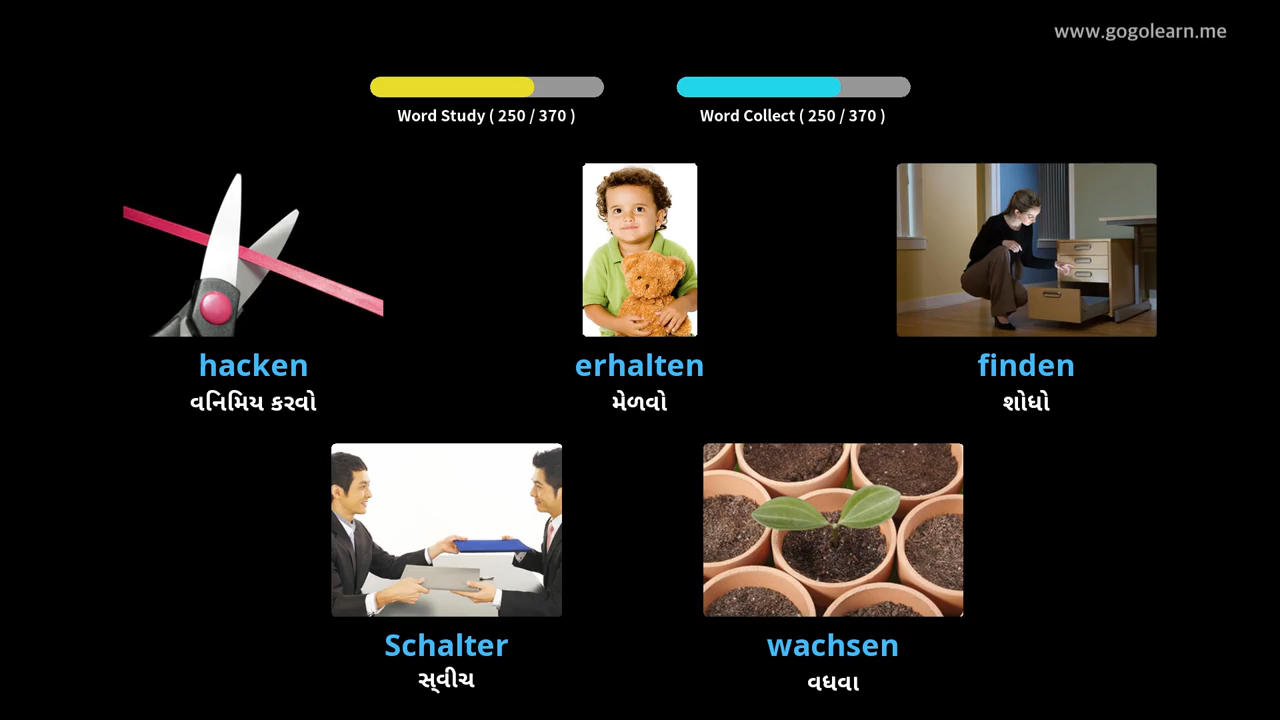 www.gogolearn.me
Word Study ( 250 / 370 )
Word Collect ( 250 / 370 )
hacken
વનિમિય કરવો
erhalten
મેળવો
finden
શોધો
Schalter
સ્વીચ
wachsen
વધવા